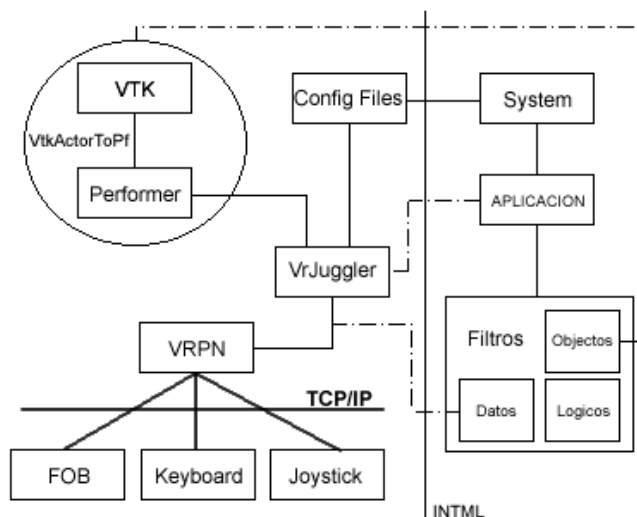 VTK
Config Files
System
VtkActorToPf
Performer
APLICACION
VrJuggler
VRPN
Filtros
Objectos
TCP/IP
Datos
Logicos
FOB
Keyboard
Joystick
INTML